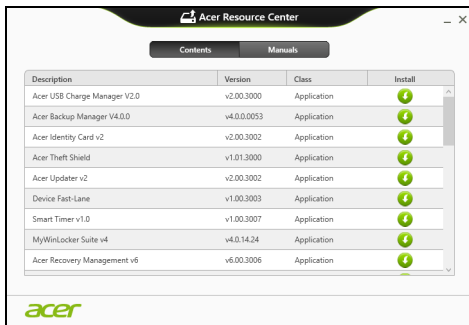 Acer Resource Center
Contents Manuals
Description Version Class Install
Acer USB Charge Manager V2.0 v2.00.3000 Application
Acer Backup Manager V4.0.0 v4.0.0.0053 Application
Acer Identity Card v2 v2.00.3002 Application
Acer Theft Shield v1.01.3000 Application
Acer Updater v2 v2.00.3002 Application
Device Fast-Lane v1.00.3003 Application
Smart Timer v1.0 v1.00.3007 Application
MyWinLocker Suite v4 v4.0.14.24 Application
Acer Recovery Management v6 v6.00.3006 Application
acer